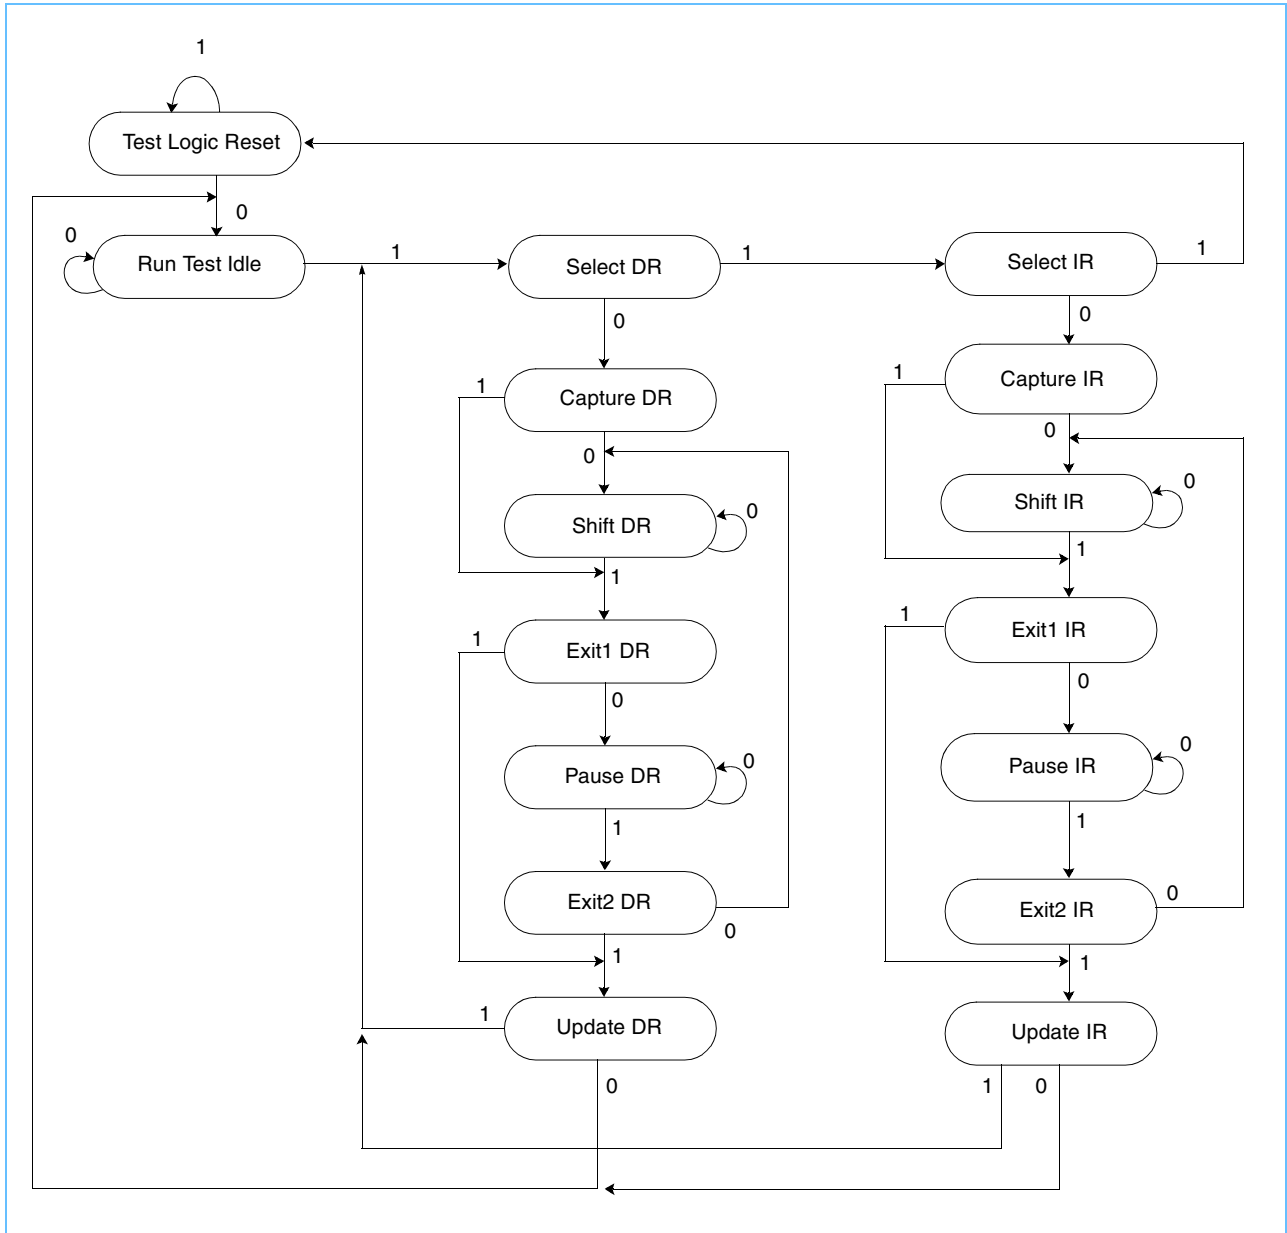 1
Test Logic Reset
0
0
Run Test Idle
1
Select DR
1
Select IR
1
0
0
1
Capture DR
1
Capture IR
0
0
Shift DR
0
Shift IR
0
1
1
1
Exit1 DR
1
Exit1 IR
0
0
Pause DR
0
Pause IR
0
1
1
Exit2 DR
0
Exit2 IR
0
1
1
1
Update DR
Update IR
0
1
0